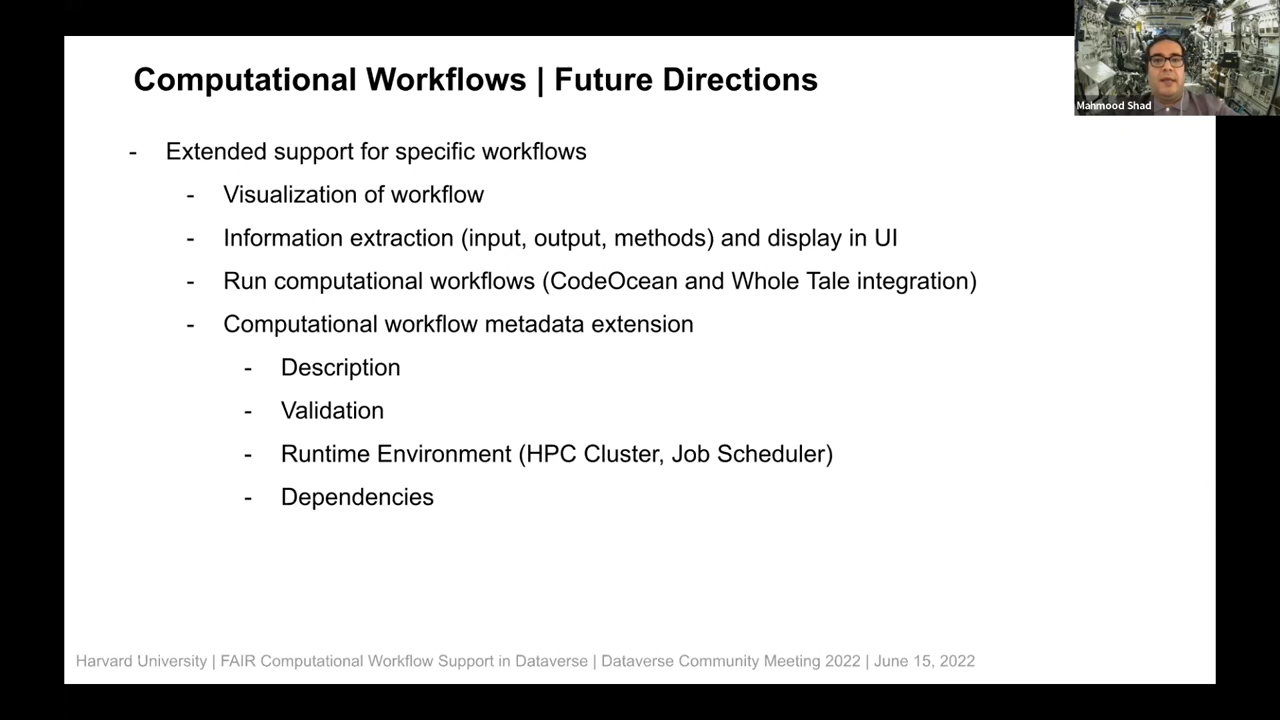 Computational Workflows | Future Directions
Mahmood Shad
- Extended support for specific workflows
- Visualization of workflow
- Information extraction (input, output, methods) and display in UI
- Run computational workflows (CodeOcean and Whole Tale integration)
- Computational workflow metadata extension
- Description
- Validation
- Runtime Environment (HPC Cluster, Job Scheduler)
- Dependencies
Harvard University | FAIR Computational Workflow Support in Dataverse | Dataverse Community Meeting 2022 | June 15, 2022